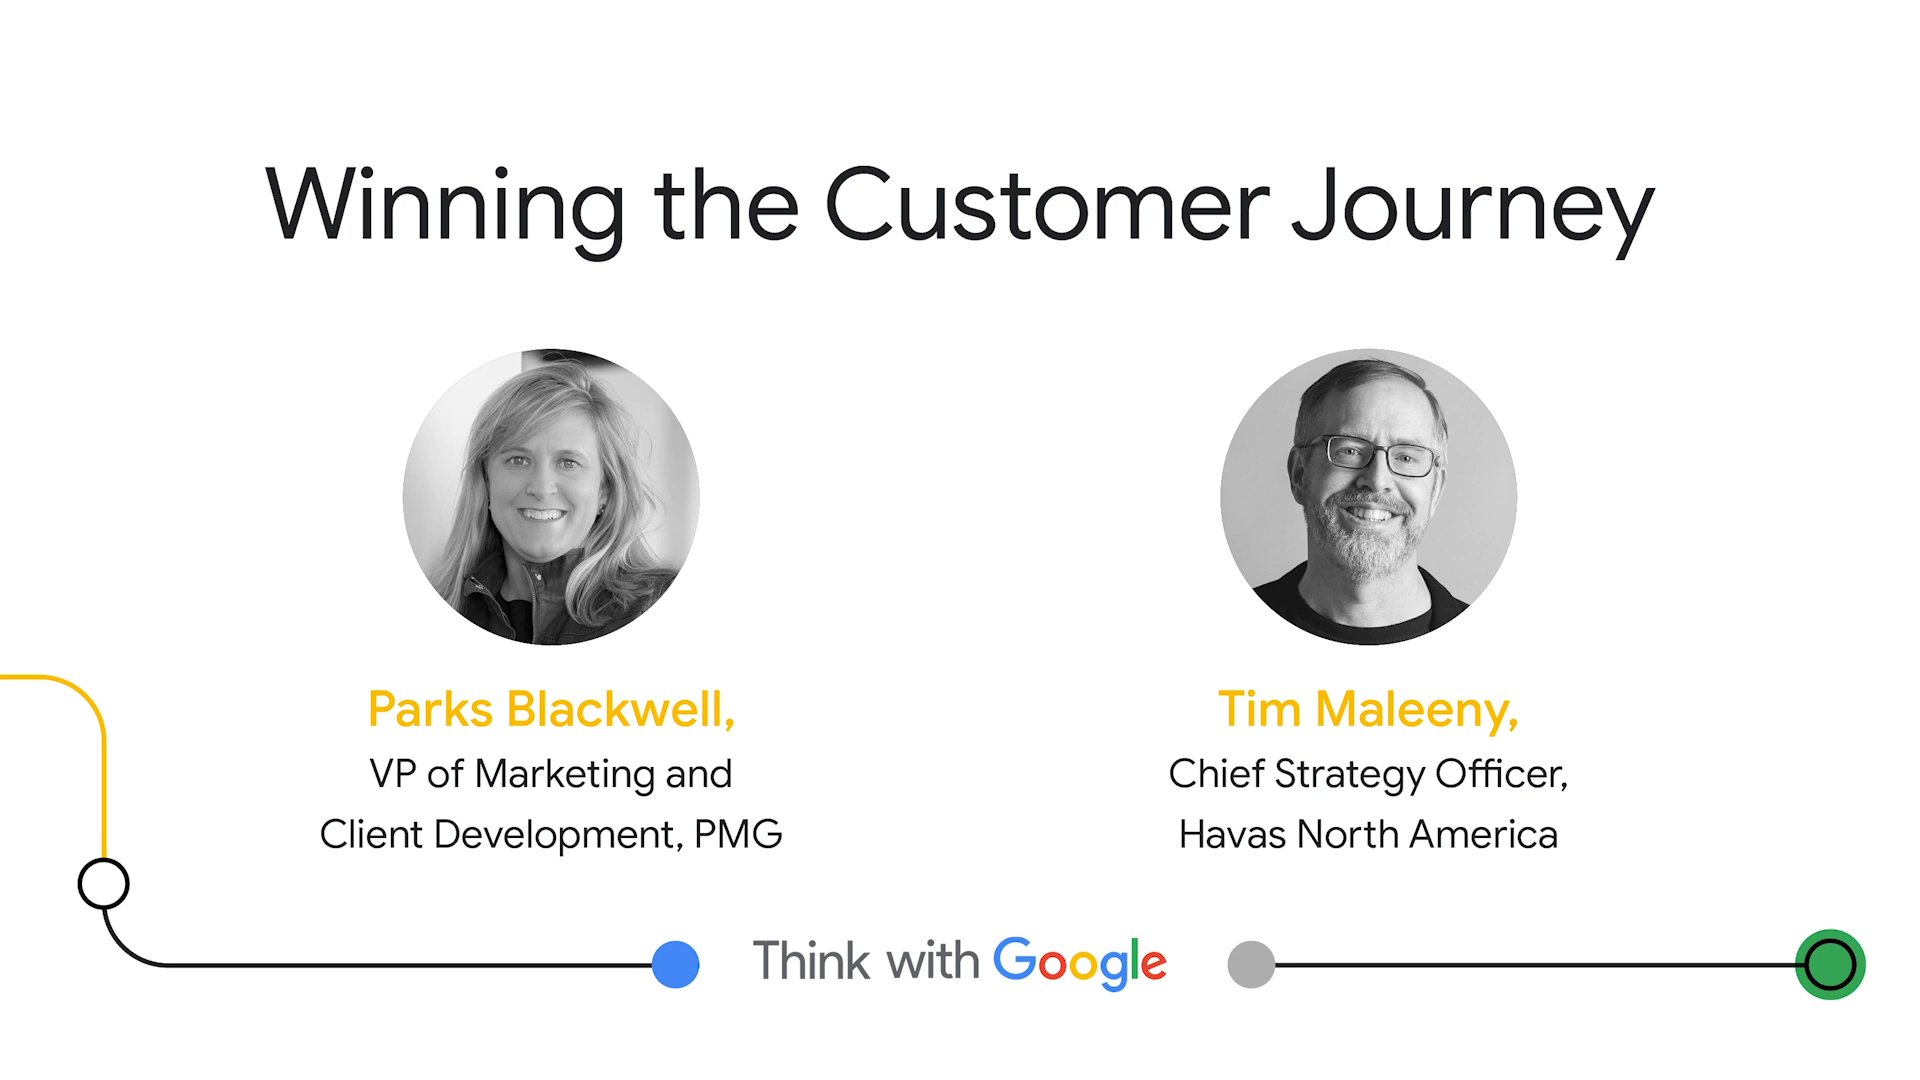 Winning the Customer Journey
Parks Blackwell,
VP of Marketing and
Client Development, PMG
Tim Maleeny,
Chief Strategy Officer,
Havas North America
Think with Google